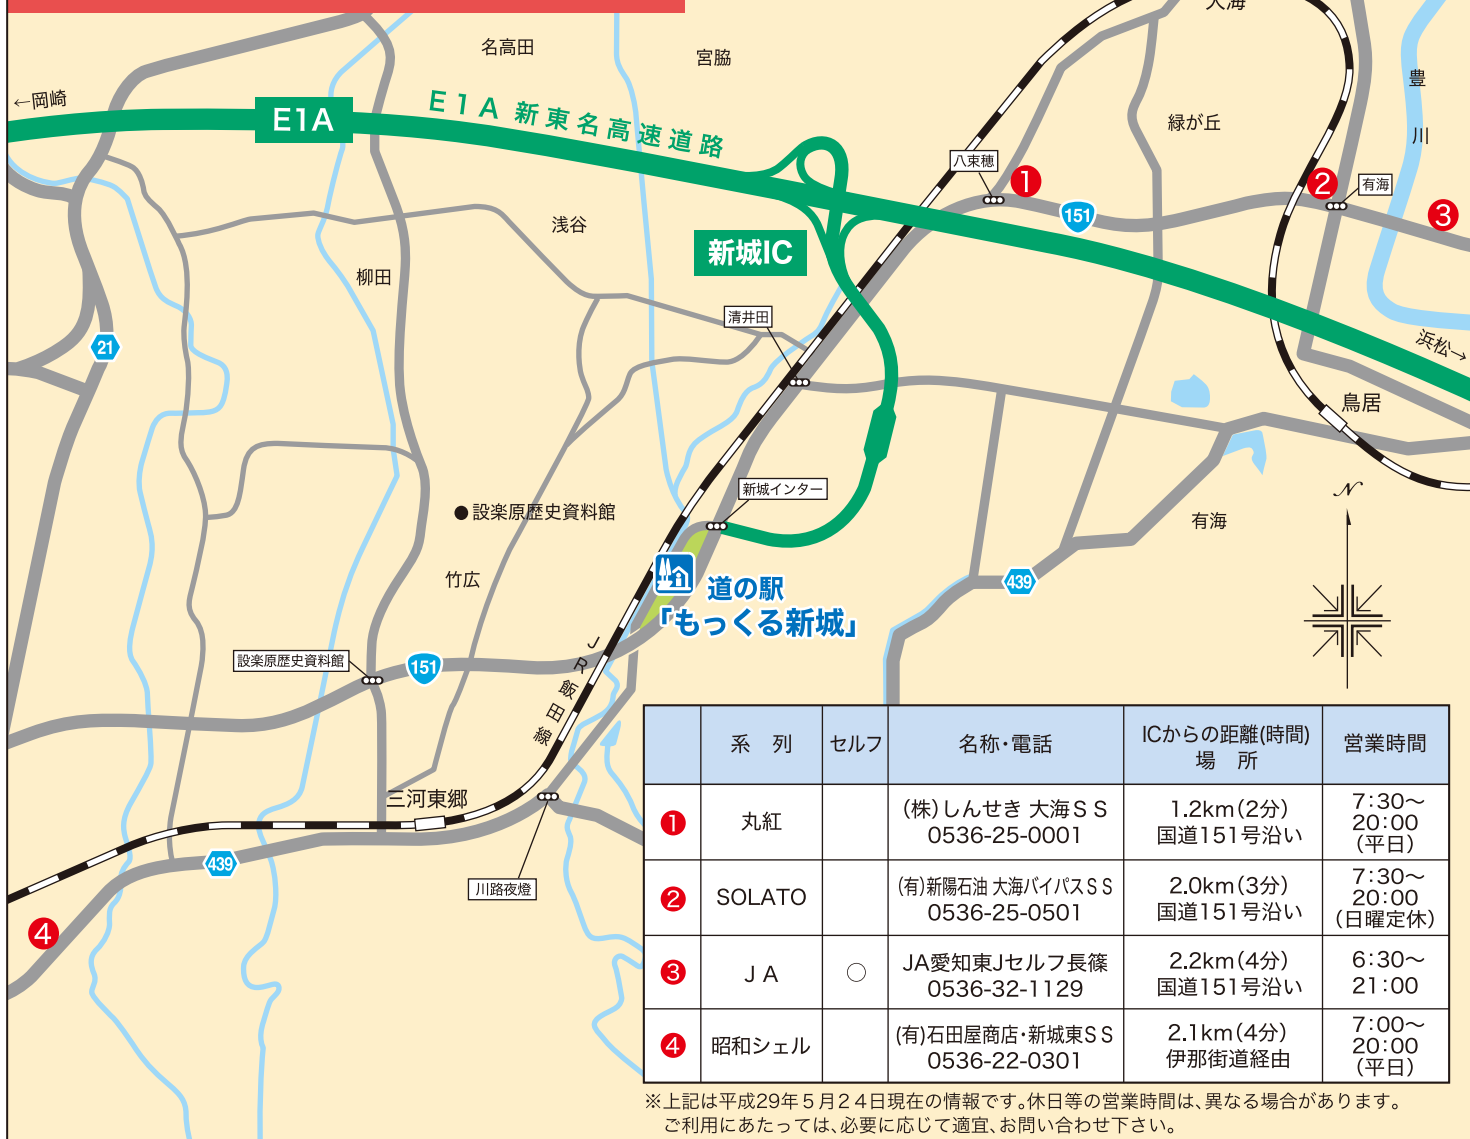 大海
名高田
宮脇
←岡崎
E1A
E1A 新東名高速道路
豊川
緑が丘
八束穂
1
2
有海
3
151
浅谷
新城IC
柳田
清井田
21
浜松→
鳥居
新城インター
N
設楽原歴史資料館
有海
竹広
439
道の駅
「もっくる新城」
JR飯田線
設楽原歴史資料館
151
三河東郷
439
川路夜燈
4
系 列 セルフ 名称・電話 ICからの距離(時間) 場 所 営業時間
1 丸紅 (株)しんせき 大海SS 1.2km(2分) 7:30〜
0536-25-0001 国道151号沿い 20:00
(平日)
2 SOLATO (有)新陽石油 大海バイパスSS 2.0km(3分) 7:30〜
0536-25-0501 国道151号沿い 20:00
(日曜定休)
3 JA ○ JA愛知東Jセルフ長篠 2.2km(4分) 6:30〜
0536-32-1129 国道151号沿い 21:00
4 昭和シェル (有)石田屋商店・新城東SS 2.1km(4分) 7:00〜
0536-22-0301 伊那街道経由 20:00
(平日)
※上記は平成29年5月24日現在の情報です。休日等の営業時間は、異なる場合があります。
ご利用にあたっては、必要に応じて適宜、お問い合わせ下さい。